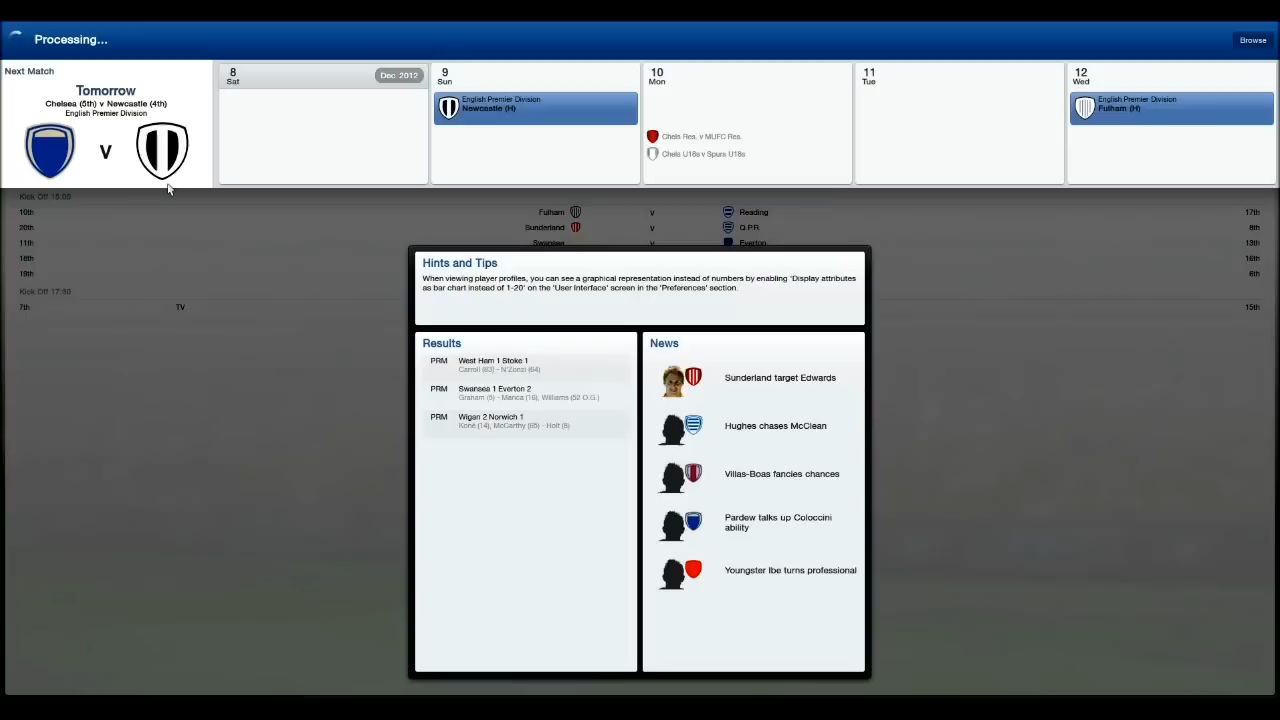 Processing...
Browse
Next Match
Tomorrow
Chelsea (5th) v Newcastle (4th)
English Premier Division
V
8
Sat
Dec 2012
9
Sun
English Premier Division
Newcastle (H)
10
Mon
Chels Res. v MUFC Res.
Chels U18s v Spurs U18s
11
Tue
12
Wed
English Premier Division
Fulham (H)
Kick Off 15:00
10th Fulham v Reading 17th
20th Sunderland v Q.P.R. 8th
11th Swansea v Everton 13th
18th 16th
19th 6th
Kick Off 17:30
7th TV 15th
Hints and Tips
When viewing player profiles, you can see a graphical representation instead of numbers by enabling 'Display attributes
as bar chart instead of 1-20' on the 'User Interface' screen in the 'Preferences' section.
Results
PRM West Ham 1 Stoke 1
Carroll (83) - N'Zonzi (64)
PRM Swansea 1 Everton 2
Graham (5) - Manca (16), Williams (52 O.G.)
PRM Wigan 2 Norwich 1
Koné (14), McCarthy (85) - Holt (8)
News
Sunderland target Edwards
Hughes chases McClean
Villas-Boas fancies chances
Pardew talks up Coloccini
ability
Youngster Ibe turns professional